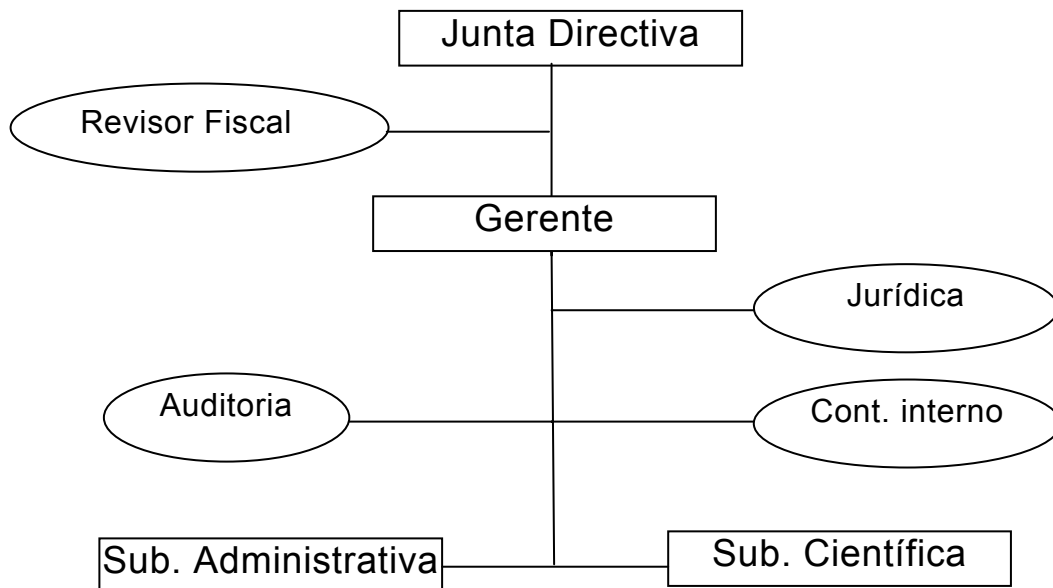 Junta Directiva
Revisor Fiscal
Gerente
Jurídica
Auditoria
Cont. interno
Sub. Administrativa
Sub. Científica